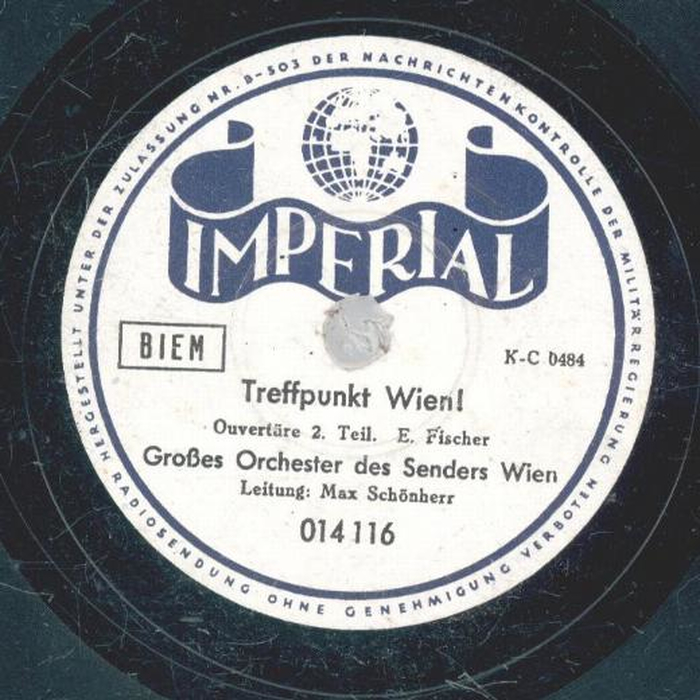 HERGESTELLT UNTER DER ZULASSUNG NR. B-503 DER NACHRICHTENKONTROLLE DER MILITÄRREGIERUNG
IMPERIAL
BIEM
K-C 0484
Treffpunkt Wien!
Ouvertäre 2. Teil. E. Fischer
Großes Orchester des Senders Wien
Leitung: Max Schönherr
014116
RADIOSENDUNG OHNE GENEHMIGUNG VERBOTEN